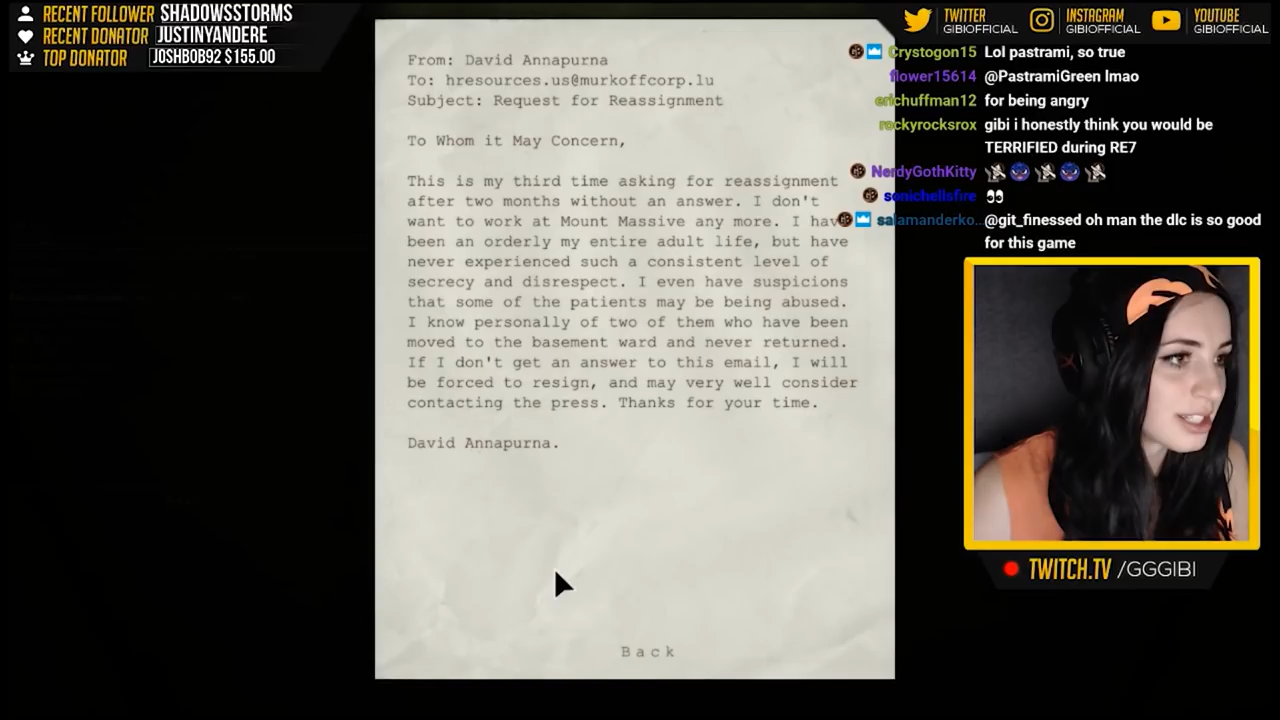 RECENT FOLLOWER SHADOWSSTORMS
RECENT DONATOR JUSTINYANDERE
TOP DONATOR JOSHBOB92 $155.00
From: David Annapurna
To: hresources.us@murkoffcorp.lu
Subject: Request for Reassignment
To Whom it May Concern,
This is my third time asking for reassignment
after two months without an answer. I don't
want to work at Mount Massive any more. I have
been an orderly my entire adult life, but have
never experienced such a consistent level of
secrecy and disrespect. I even have suspicions
that some of the patients may be being abused.
I know personally of two of them who have been
moved to the basement ward and never returned.
If I don't get an answer to this email, I will
be forced to resign, and may very well consider
contacting the press. Thanks for your time.
David Annapurna.
Back
TWITTER
GIBIOFFICIAL
INSTAGRAM
GIBIOFFICIAL
YOUTUBE
GIBIOFFICIAL
Crystogon15 Lol pastrami, so true
flower15614 @PastramiGreen lmao
erichuffman12 for being angry
rockyrocksrox gibi i honestly think you would be
TERRIFIED during RE7
NerdyGothKitty
sonichellsfire
salamanderko... @git_finessed oh man the dlc is so good
for this game
TWITCH.TV/GGGIBI